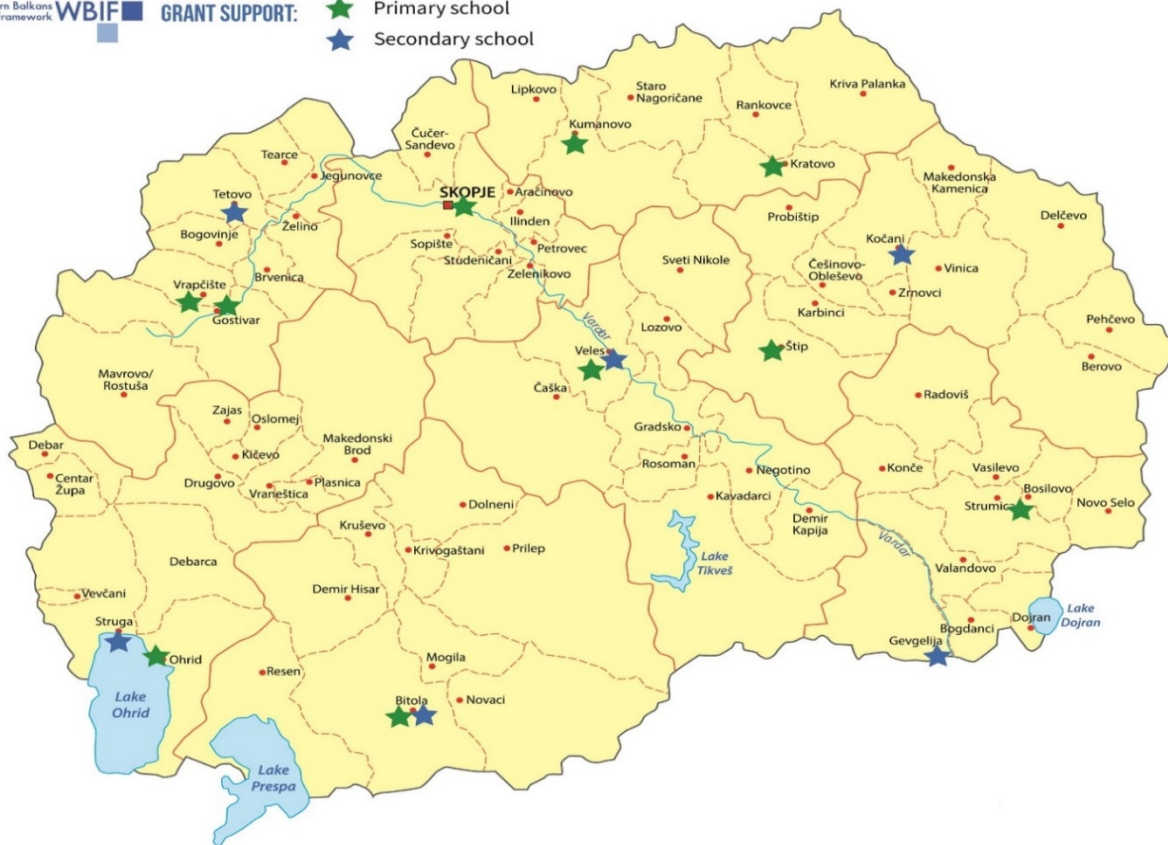 rn Balkans
ramework
WBIF
GRANT SUPPORT:
Primary school
Secondary school
Kriva Palanka
Staro
Nagoričane
Lipkovo
Rankovce
Kumanovo
Čučer-
Sandevo
Tearce
Kratovo
Jegunovce
Makedonska
Kamenica
SKOPJE
Aračinovo
Tetovo
Probištip
Delčevo
Ilinden
Želino
Bogovinje
Sopište
Petrovec
Kočani
Studeničani
Sveti Nikole
Češinovo-
Obleševo
Vinica
Zelenikovo
Brvenica
Vrapčište
Zrnovci
Karbinci
Gostivar
Vardar
Lozovo
Pehčevo
Veles
Štip
Berovo
Mavrovo/
Rostuša
Čaška
Radoviš
Zajas
Oslomej
Makedonski
Brod
Gradsko
Debar
Kičevo
Rosoman
Negotino
Konče
Vasilevo
Centar
Župa
Drugovo
Vraneštica
Plasnica
Kavadarci
Bosilovo
Strumica
Novo Selo
Dolneni
Demir
Kapija
Kruševo
Krivogaštani
Prilep
Lake
Tikveš
Vardar
Debarca
Valandovo
Demir Hisar
Vevčani
Struga
Dojran
Lake
Dojran
Bogdanci
Gevgelija
Ohrid
Mogila
Resen
Lake
Ohrid
Bitola
Novaci
Lake
Prespa